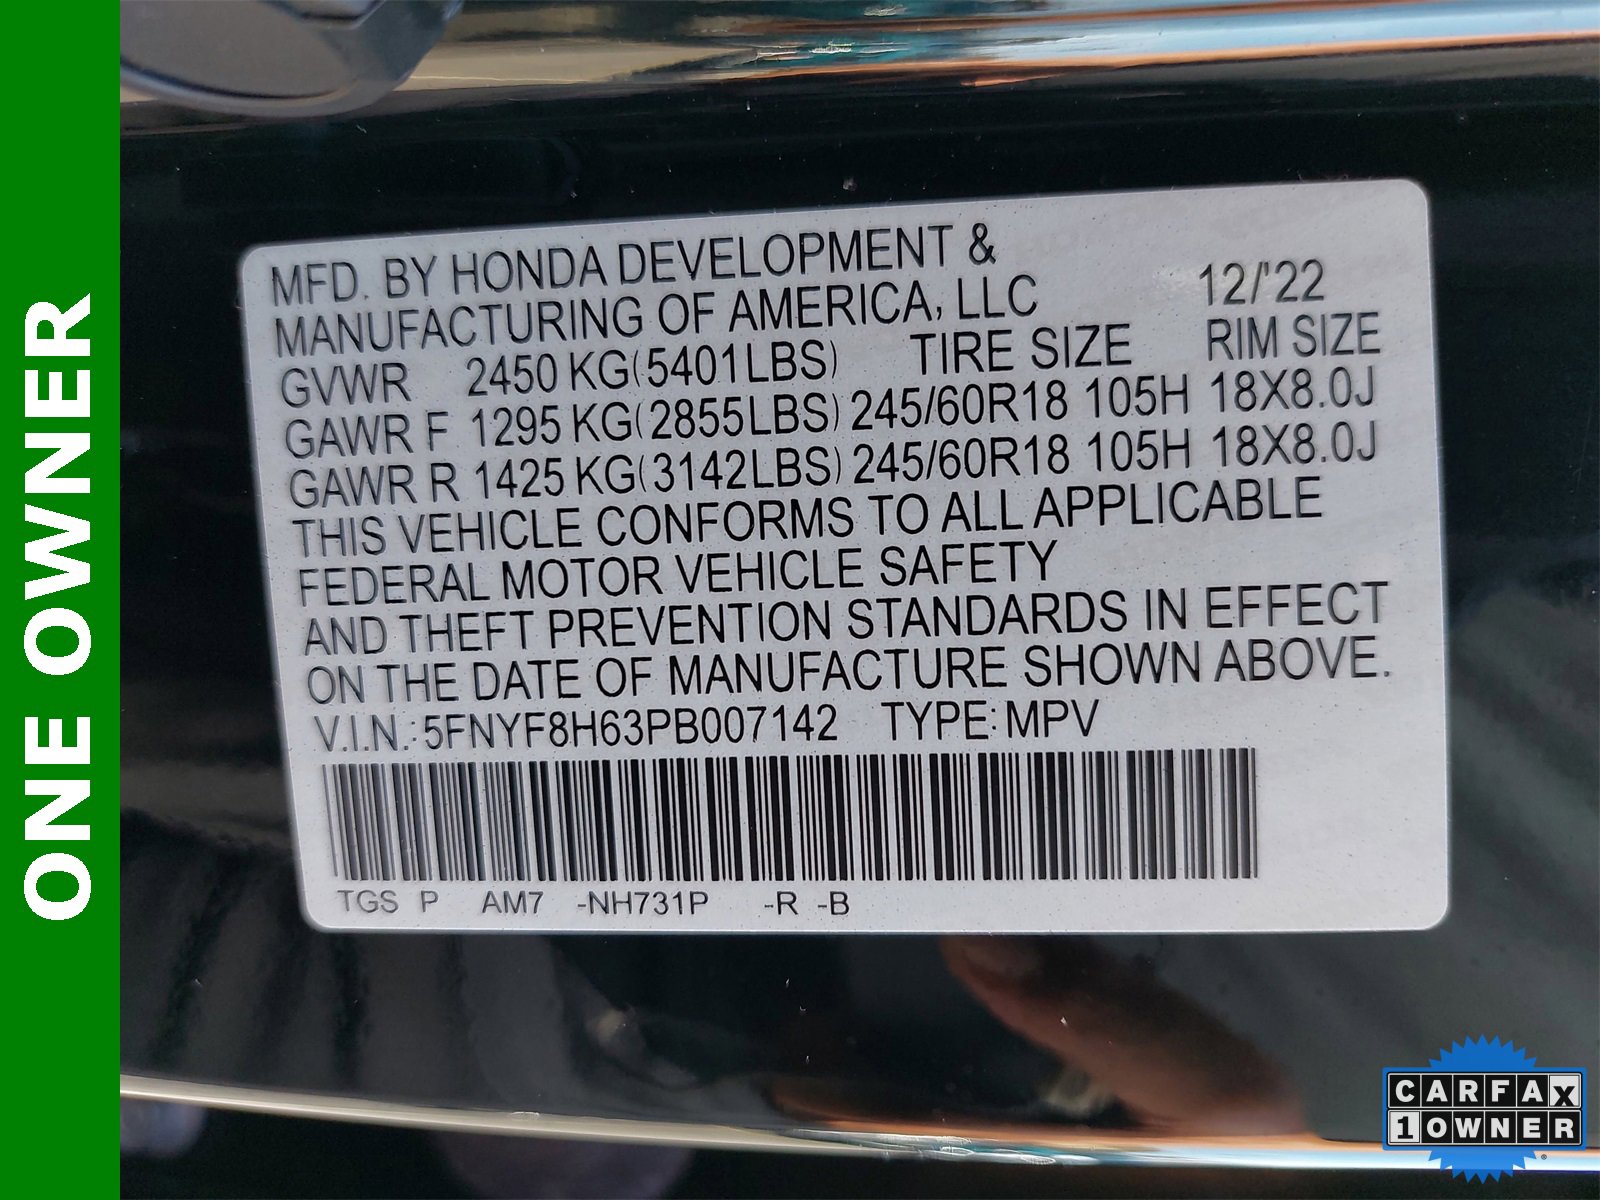 ONE OWNER
MFD. BY HONDA DEVELOPMENT &
MANUFACTURING OF AMERICA, LLC 12/'22
GVWR 2450 KG(5401LBS) TIRE SIZE RIM SIZE
GAWR F 1295 KG(2855LBS) 245/60R18 105H 18X8.0J
GAWR R 1425 KG(3142LBS) 245/60R18 105H 18X8.0J
THIS VEHICLE CONFORMS TO ALL APPLICABLE
FEDERAL MOTOR VEHICLE SAFETY
AND THEFT PREVENTION STANDARDS IN EFFECT
ON THE DATE OF MANUFACTURE SHOWN ABOVE.
V.I.N.: 5FNYF8H63PB007142 TYPE: MPV
TGS P AM7 -NH731P -R -B
CARFAX
1 OWNER